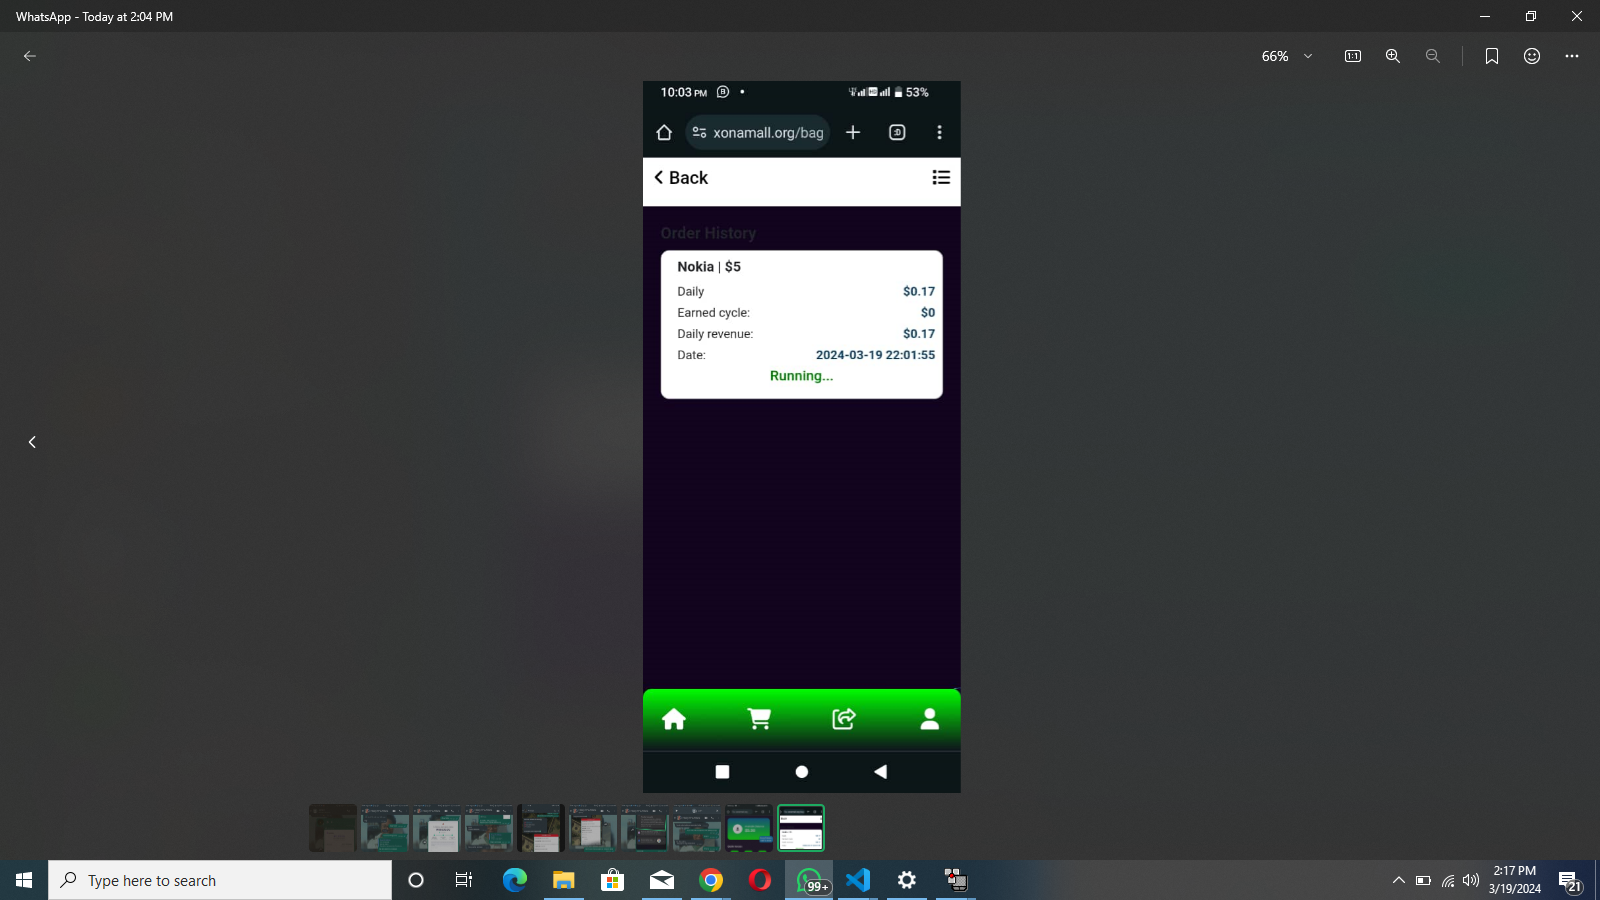 WhatsApp - Today at 2:04 PM
66%
10:03 PM
53%
xonamall.org/bag
Back
Order History
Nokia | $5
Daily $0.17
Earned cycle: $0
Daily revenue: $0.17
Date: 2024-03-19 22:01:55
Running...
Type here to search
99+
2:17 PM
3/19/2024
21